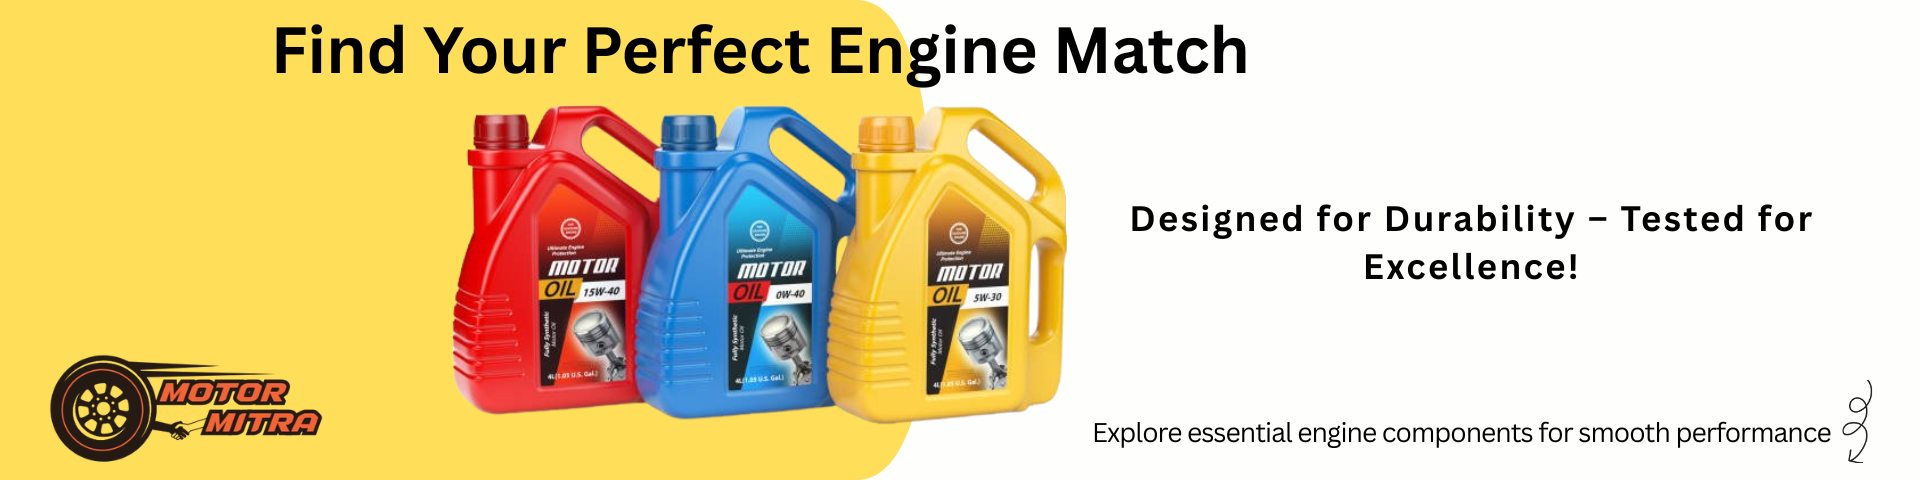 Find Your Perfect Engine Match
Ultimate Engine
Protection
MOTOR
OIL 15W-40
Fully Synthetic
Motor Oil
4L(1.05 U.S. Gal.)
Ultimate Engine
Protection
MOTOR
OIL 0W-40
Fully Synthetic
Motor Oil
4L(1.05 U.S. Gal.)
Ultimate Engine
Protection
MOTOR
OIL 5W-30
Fully Synthetic
Motor Oil
4L(1.05 U.S. Gal.)
Designed for Durability – Tested for
Excellence!
MOTOR
MITRA
Explore essential engine components for smooth performance